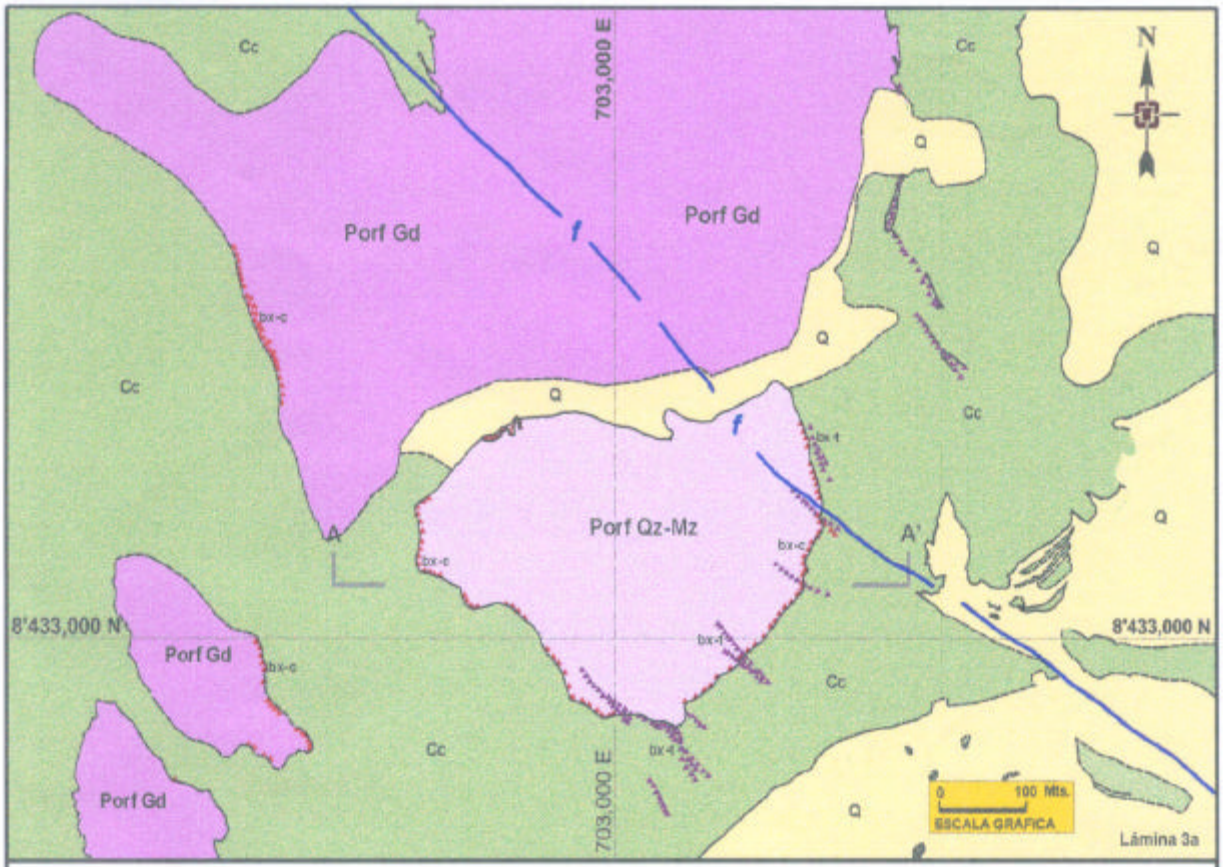 Cc
703,000 E
Cc
N
Q
Porf Gd
Porf Gd
f
Q
bx-c
Q
Cc
Q
Cc
f
bx-t
Porf Qz-Mz
Q
A
A'
bx-c
bx-c
8'433,000 N
8'433,000 N
bx-t
Porf Gd
bx-c
Cc
Cc
bx-t
703,000 E
Porf Gd
0 100 Mts.
ESCALA GRAFICA
Q
Lámina 3a